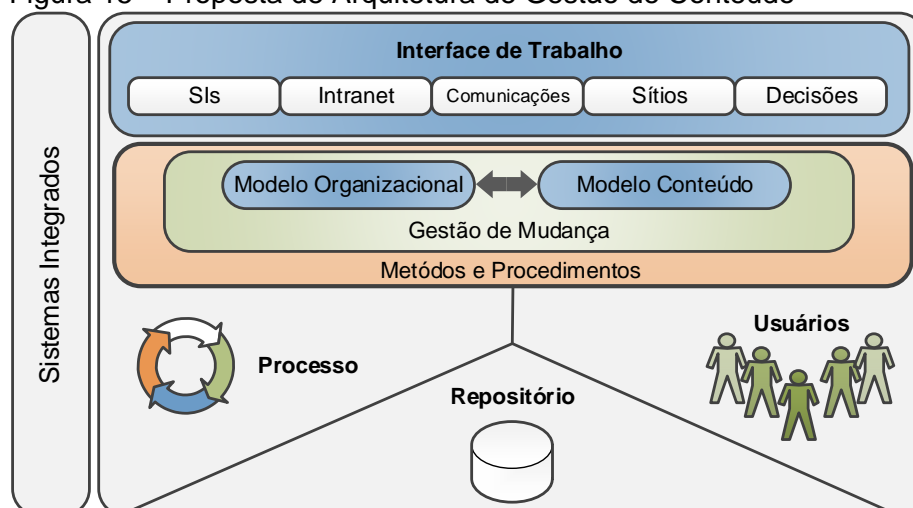 Sistemas Integrados
Interface de Trabalho
SIs
Intranet
Comunicações
Sítios
Decisões
Modelo Organizacional
Modelo Conteúdo
Gestão de Mudança
Metódos e Procedimentos
Processo
Usuários
Repositório